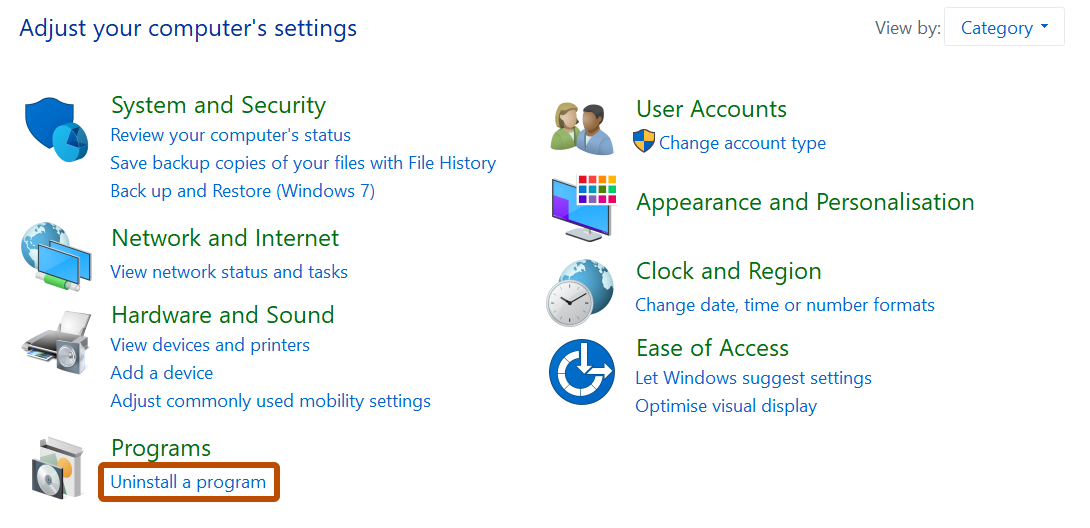 Adjust your computer's settings
View by: Category
System and Security
Review your computer's status
Save backup copies of your files with File History
Back up and Restore (Windows 7)
Network and Internet
View network status and tasks
Hardware and Sound
View devices and printers
Add a device
Adjust commonly used mobility settings
Programs
Uninstall a program
User Accounts
Change account type
Appearance and Personalisation
Clock and Region
Change date, time or number formats
Ease of Access
Let Windows suggest settings
Optimise visual display